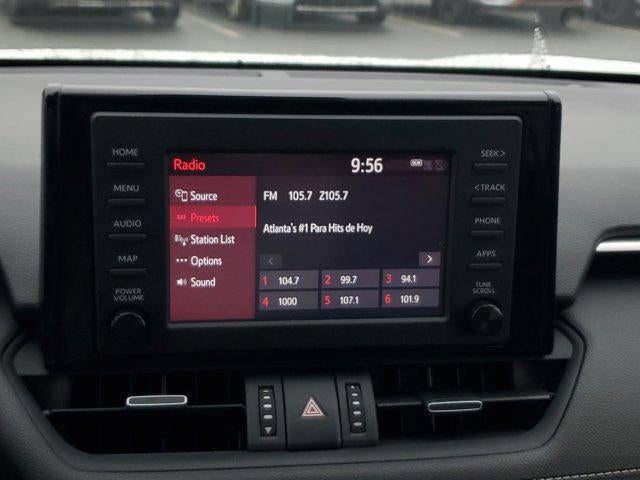 HOME
MENU
AUDIO
MAP
POWER
VOLUME
Radio
9:56
DCM
Source
Presets
Station List
Options
Sound
FM 105.7 Z105.7
Atlanta's #1 Para Hits de Hoy
< >
1 104.7 2 99.7 3 94.1
4 1000 5 107.1 6 101.9
SEEK >
< TRACK
PHONE
APPS
TUNE
SCROLL